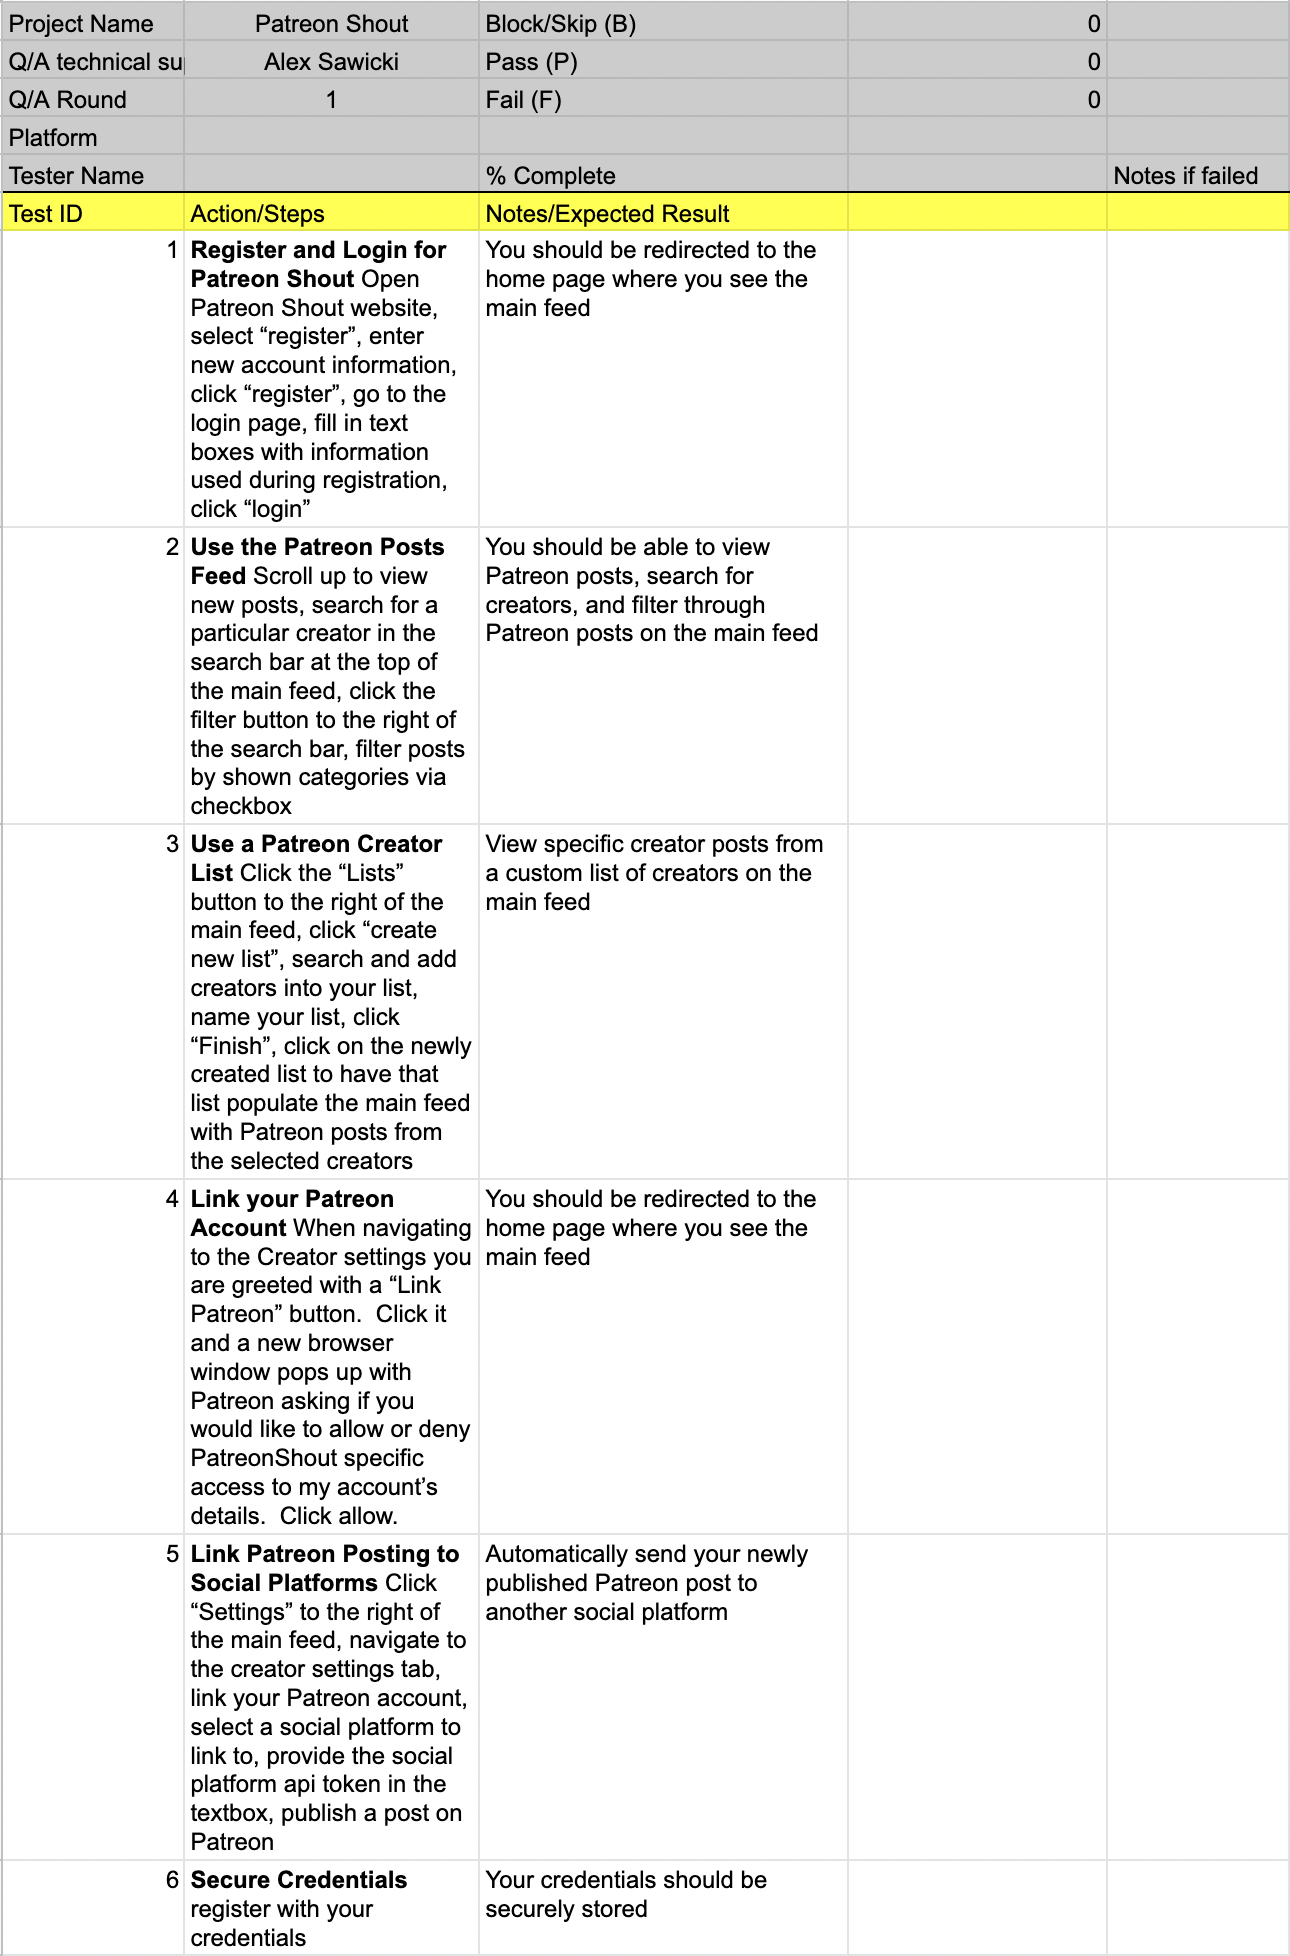 Project Name Patreon Shout Block/Skip (B) 0
Q/A technical su Alex Sawicki Pass (P) 0
Q/A Round 1 Fail (F) 0
Platform
Tester Name % Complete Notes if failed
Test ID Action/Steps Notes/Expected Result
1 Register and Login for
Patreon Shout Open
Patreon Shout website,
select “register”, enter
new account information,
click “register”, go to the
login page, fill in text
boxes with information
used during registration,
click “login”
You should be redirected to the
home page where you see the
main feed
2 Use the Patreon Posts
Feed Scroll up to view
new posts, search for a
particular creator in the
search bar at the top of
the main feed, click the
filter button to the right of
the search bar, filter posts
by shown categories via
checkbox
You should be able to view
Patreon posts, search for
creators, and filter through
Patreon posts on the main feed
3 Use a Patreon Creator
List Click the “Lists”
button to the right of the
main feed, click “create
new list”, search and add
creators into your list,
name your list, click
“Finish”, click on the newly
created list to have that
list populate the main feed
with Patreon posts from
the selected creators
View specific creator posts from
a custom list of creators on the
main feed
4 Link your Patreon
Account When navigating
to the Creator settings you
are greeted with a “Link
Patreon” button.  Click it
and a new browser
window pops up with
Patreon asking if you
would like to allow or deny
PatreonShout specific
access to my account’s
details.  Click allow.
You should be redirected to the
home page where you see the
main feed
5 Link Patreon Posting to
Social Platforms Click
“Settings” to the right of
the main feed, navigate to
the creator settings tab,
link your Patreon account,
select a social platform to
link to, provide the social
platform api token in the
textbox, publish a post on
Patreon
Automatically send your newly
published Patreon post to
another social platform
6 Secure Credentials
register with your
credentials
Your credentials should be
securely stored